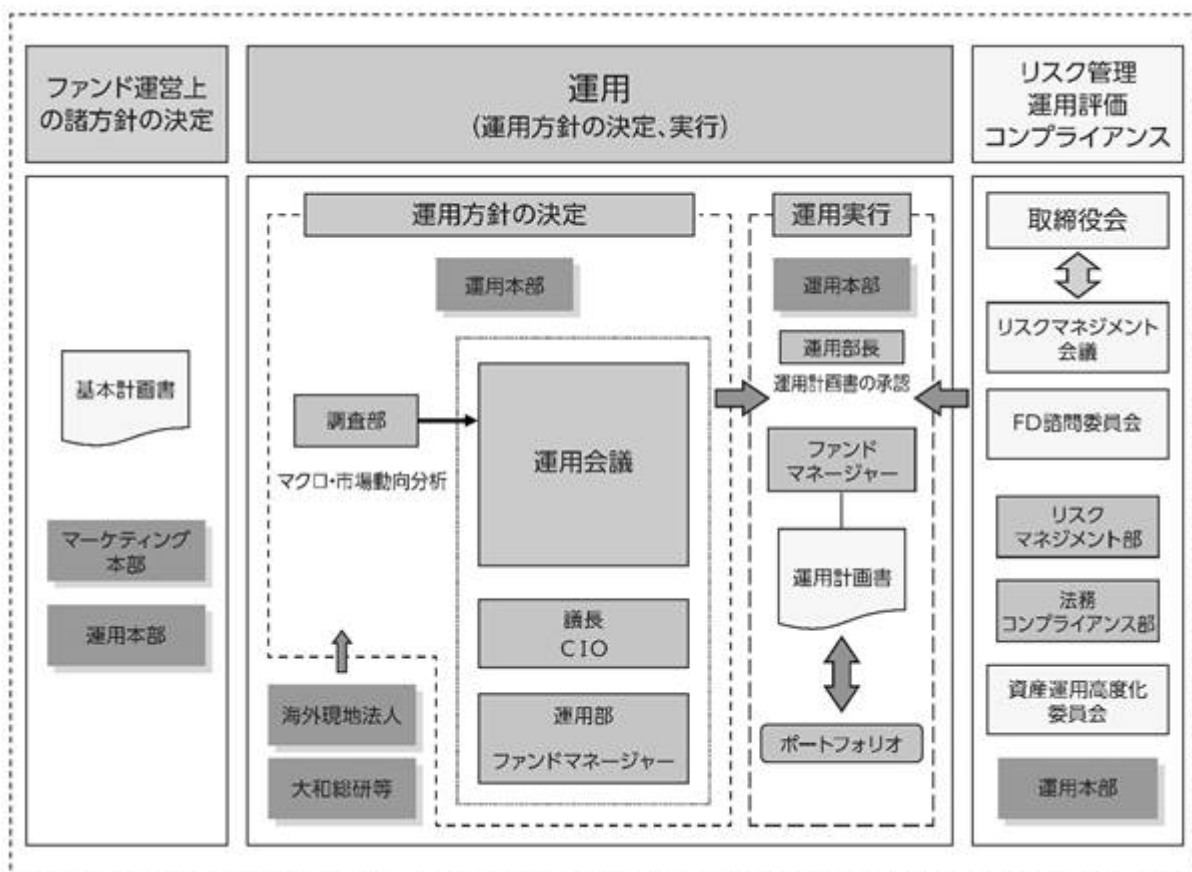 ファンド運営上
の諸方針の決定
運用
(運用方針の決定、実行)
リスク管理
運用評価
コンプライアンス
基本計画書
マーケティング
本部
運用本部
運用方針の決定
運用本部
調査部
マクロ・市場動向分析
運用会議
議長
CIO
運用部
ファンドマネージャー
海外現地法人
大和総研等
運用実行
運用本部
運用部長
運用計画書の承認
ファンド
マネージャー
運用計画書
ポートフォリオ
取締役会
リスクマネジメント
会議
FD諮問委員会
リスク
マネジメント部
法務
コンプライアンス部
資産運用高度化
委員会
運用本部